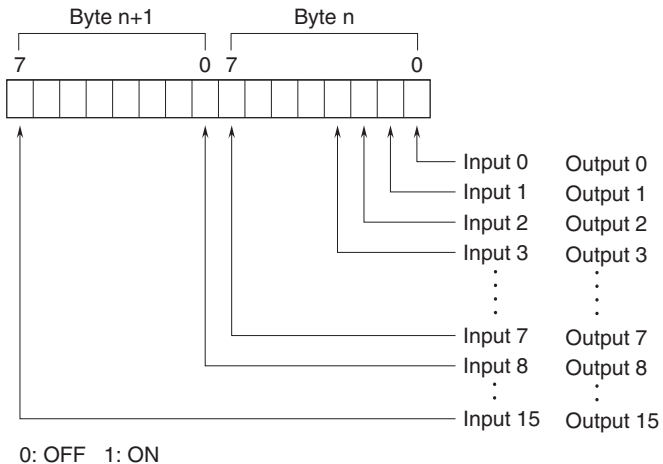 Byte n+1 Byte n
7 0 7 0
Input 0 Output 0
Input 1 Output 1
Input 2 Output 2
Input 3 Output 3
Input 7 Output 7
Input 8 Output 8
Input 15 Output 15
0: OFF 1: ON